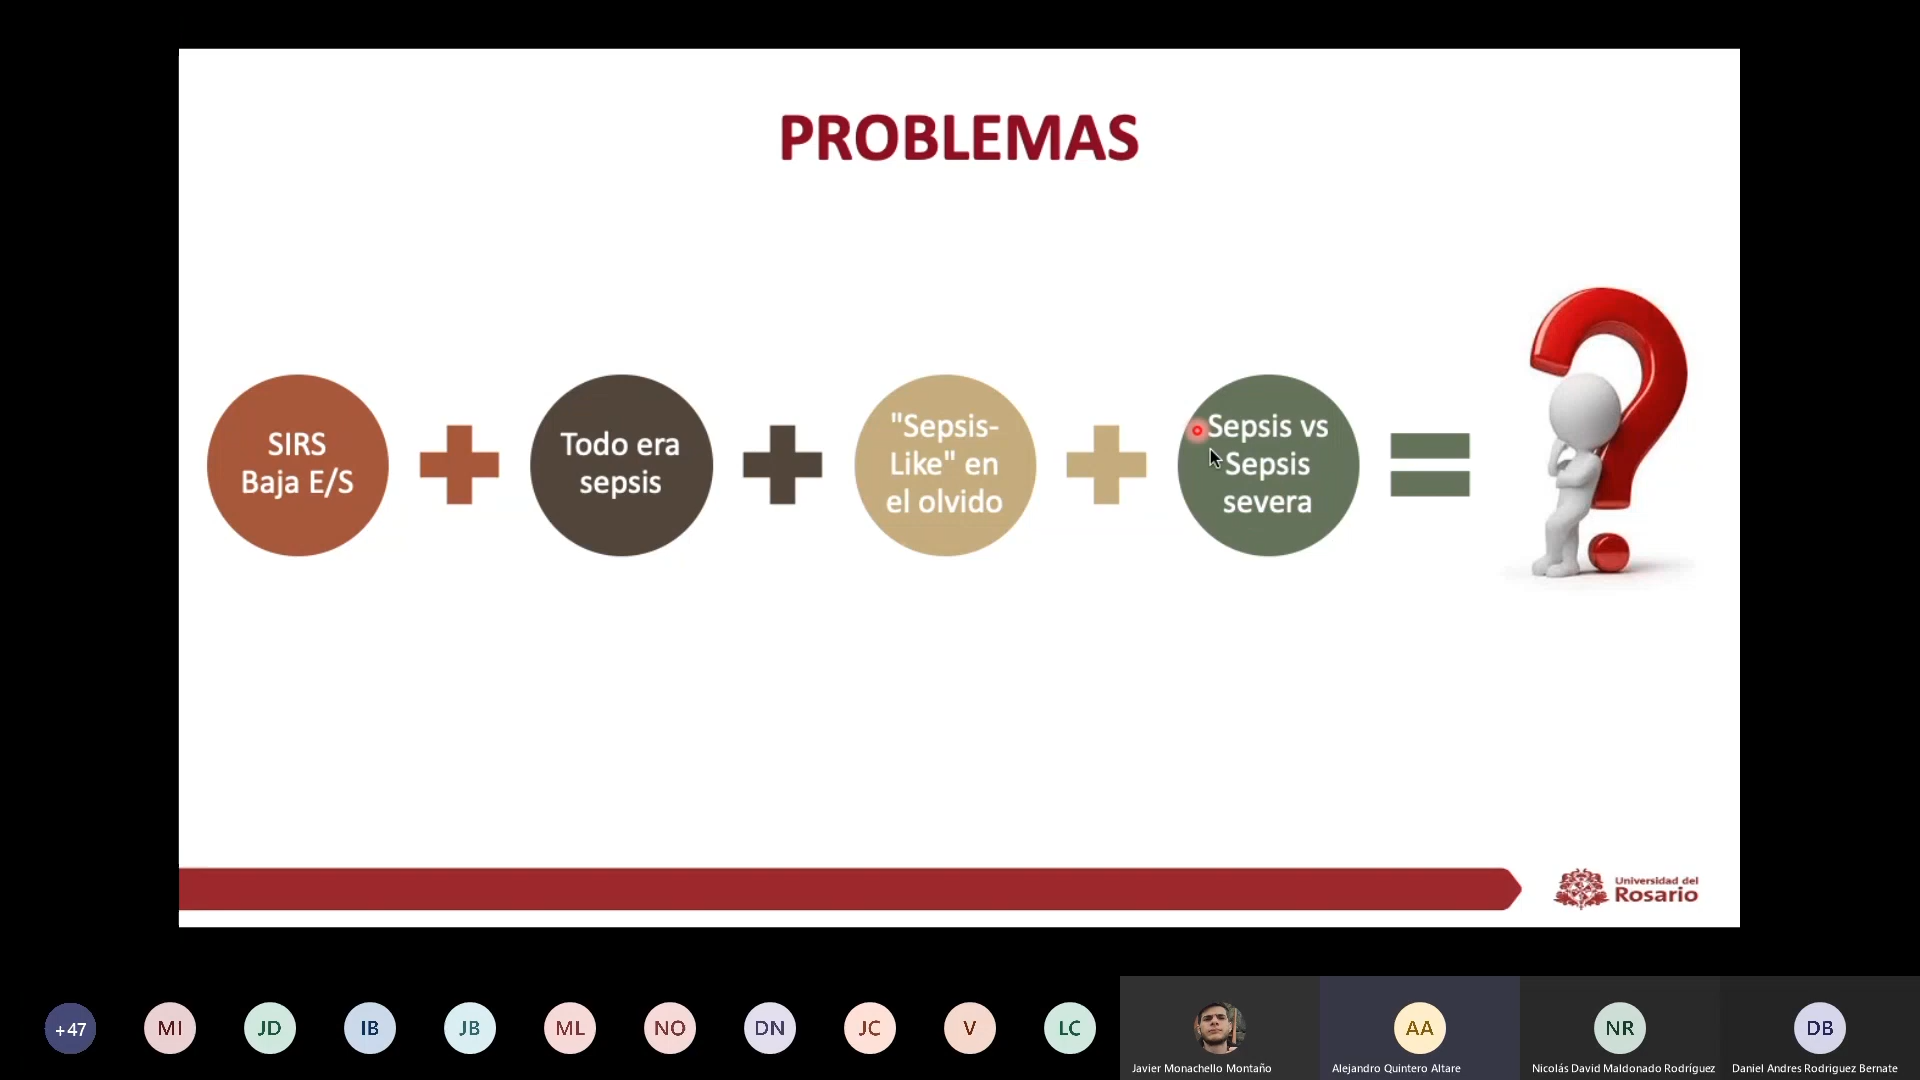 PROBLEMAS
SIRS
Baja E/S
Todo era
sepsis
"Sepsis-
Like" en
el olvido
Sepsis vs
Sepsis
severa
Universidad del
Rosario
+47
MI
JD
IB
JB
ML
NO
DN
JC
V
LC
Javier Monachello Montaño
AA
Alejandro Quintero Altare
NR
Nicolás David Maldonado Rodríguez
DB
Daniel Andres Rodriguez Bernate